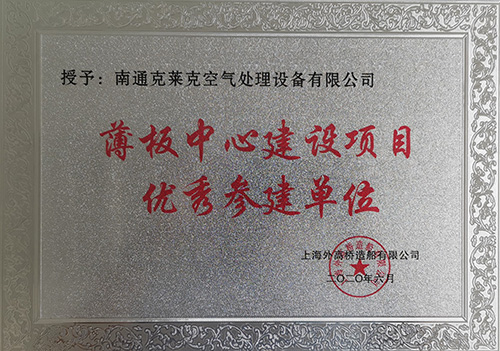 授予：南通克莱克空气处理设备有限公司
薄板中心建设项目
优秀参建单位
上海外高桥造船有限公司
二〇二〇年六月